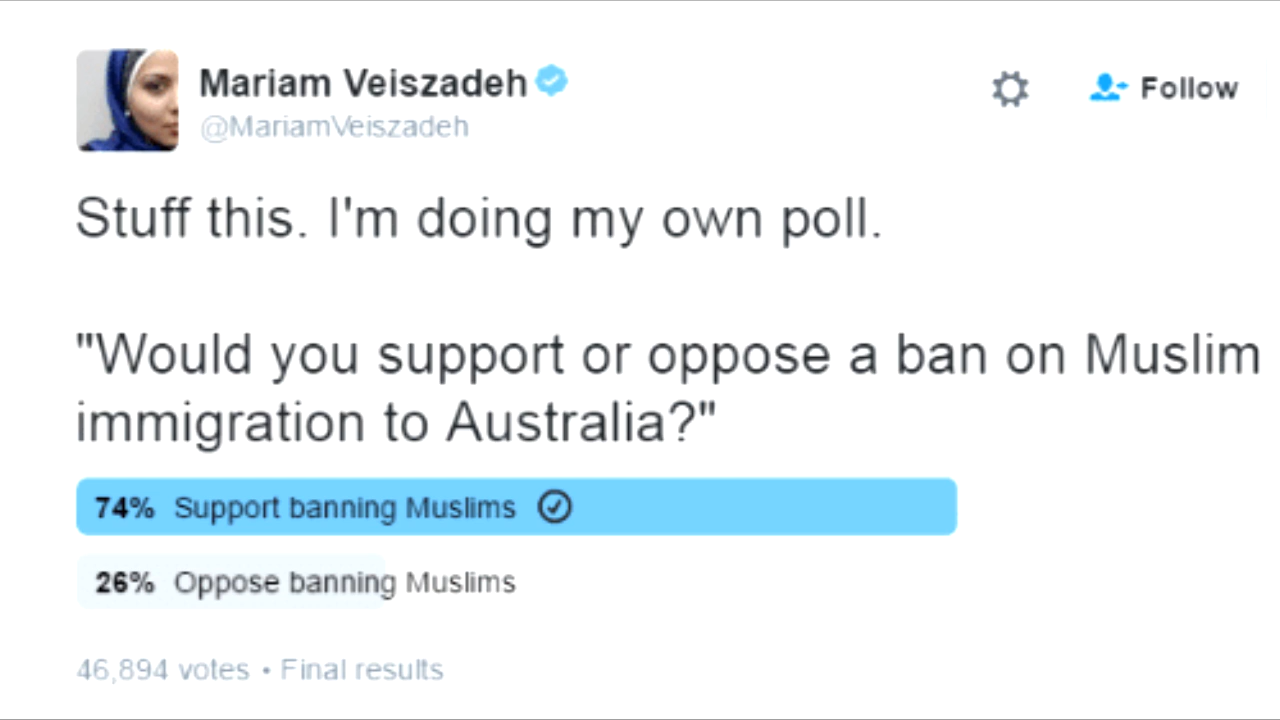 Mariam Veiszadeh
@MariamVeiszadeh
Follow
Stuff this. I'm doing my own poll.
"Would you support or oppose a ban on Muslim
immigration to Australia?"
74% Support banning Muslims
26% Oppose banning Muslims
46,894 votes • Final results